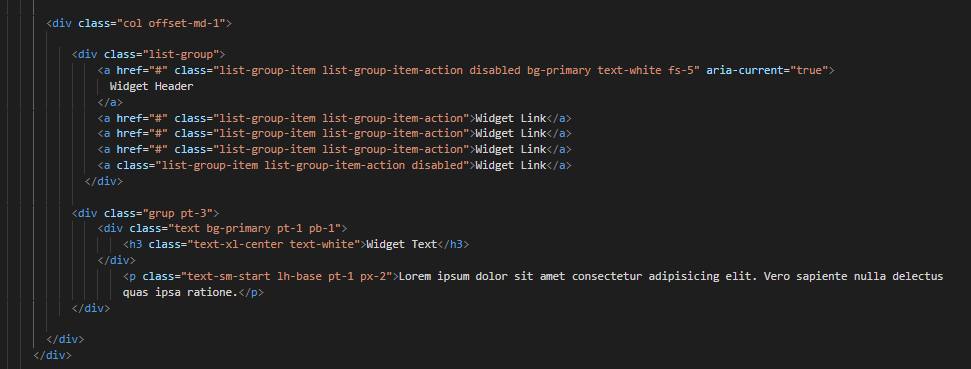 <div class="col offset-md-1">
<div class="list-group">
<a href="#" class="list-group-item list-group-item-action disabled bg-primary text-white fs-5" aria-current="true">
Widget Header
</a>
<a href="#" class="list-group-item list-group-item-action">Widget Link</a>
<a href="#" class="list-group-item list-group-item-action">Widget Link</a>
<a href="#" class="list-group-item list-group-item-action">Widget Link</a>
<a class="list-group-item list-group-item-action disabled">Widget Link</a>
</div>
<div class="grup pt-3">
<div class="text bg-primary pt-1 pb-1">
<h3 class="text-xl-center text-white">Widget Text</h3>
</div>
<p class="text-sm-start lh-base pt-1 px-2">Lorem ipsum dolor sit amet consectetur adipisicing elit. Vero sapiente nulla delectus
quas ipsa ratione.</p>
</div>
</div>
</div>